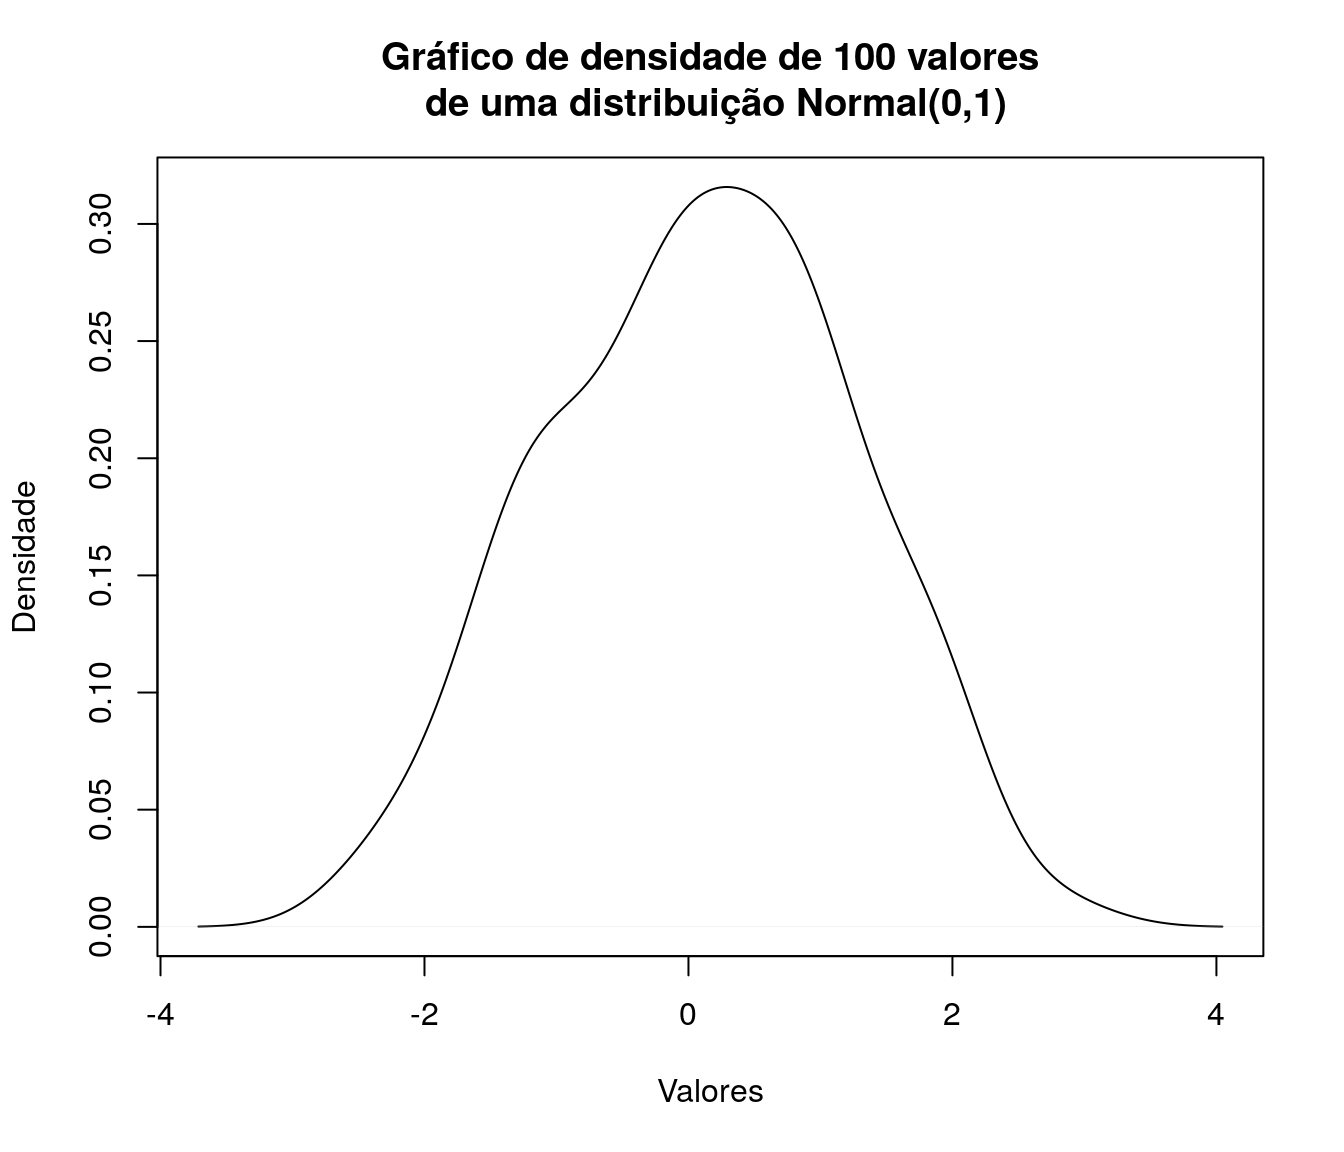 Gráfico de densidade de 100 valores
de uma distribuição Normal(0,1)
Densidade
0.30
0.25
0.20
0.15
0.10
0.05
0.00
-4 -2 0 2 4
Valores